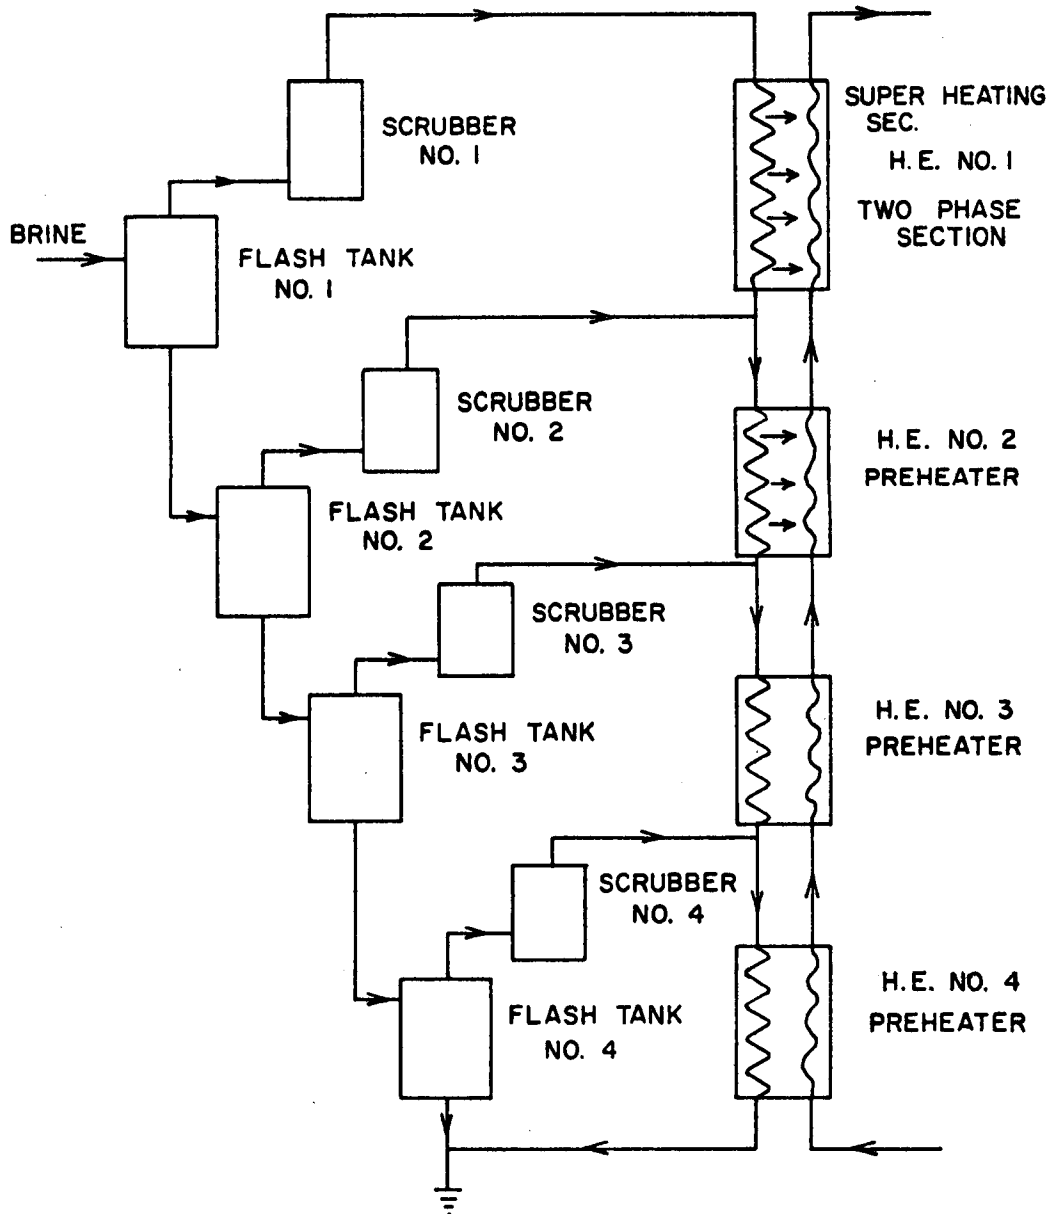 SUPER HEATING
SEC.
H.E. NO. 1
TWO PHASE
SECTION
SCRUBBER
NO. 1
BRINE
FLASH TANK
NO. 1
SCRUBBER
NO. 2
H.E. NO. 2
PREHEATER
FLASH TANK
NO. 2
SCRUBBER
NO. 3
H.E. NO. 3
PREHEATER
FLASH TANK
NO. 3
SCRUBBER
NO. 4
H.E. NO. 4
PREHEATER
FLASH TANK
NO. 4